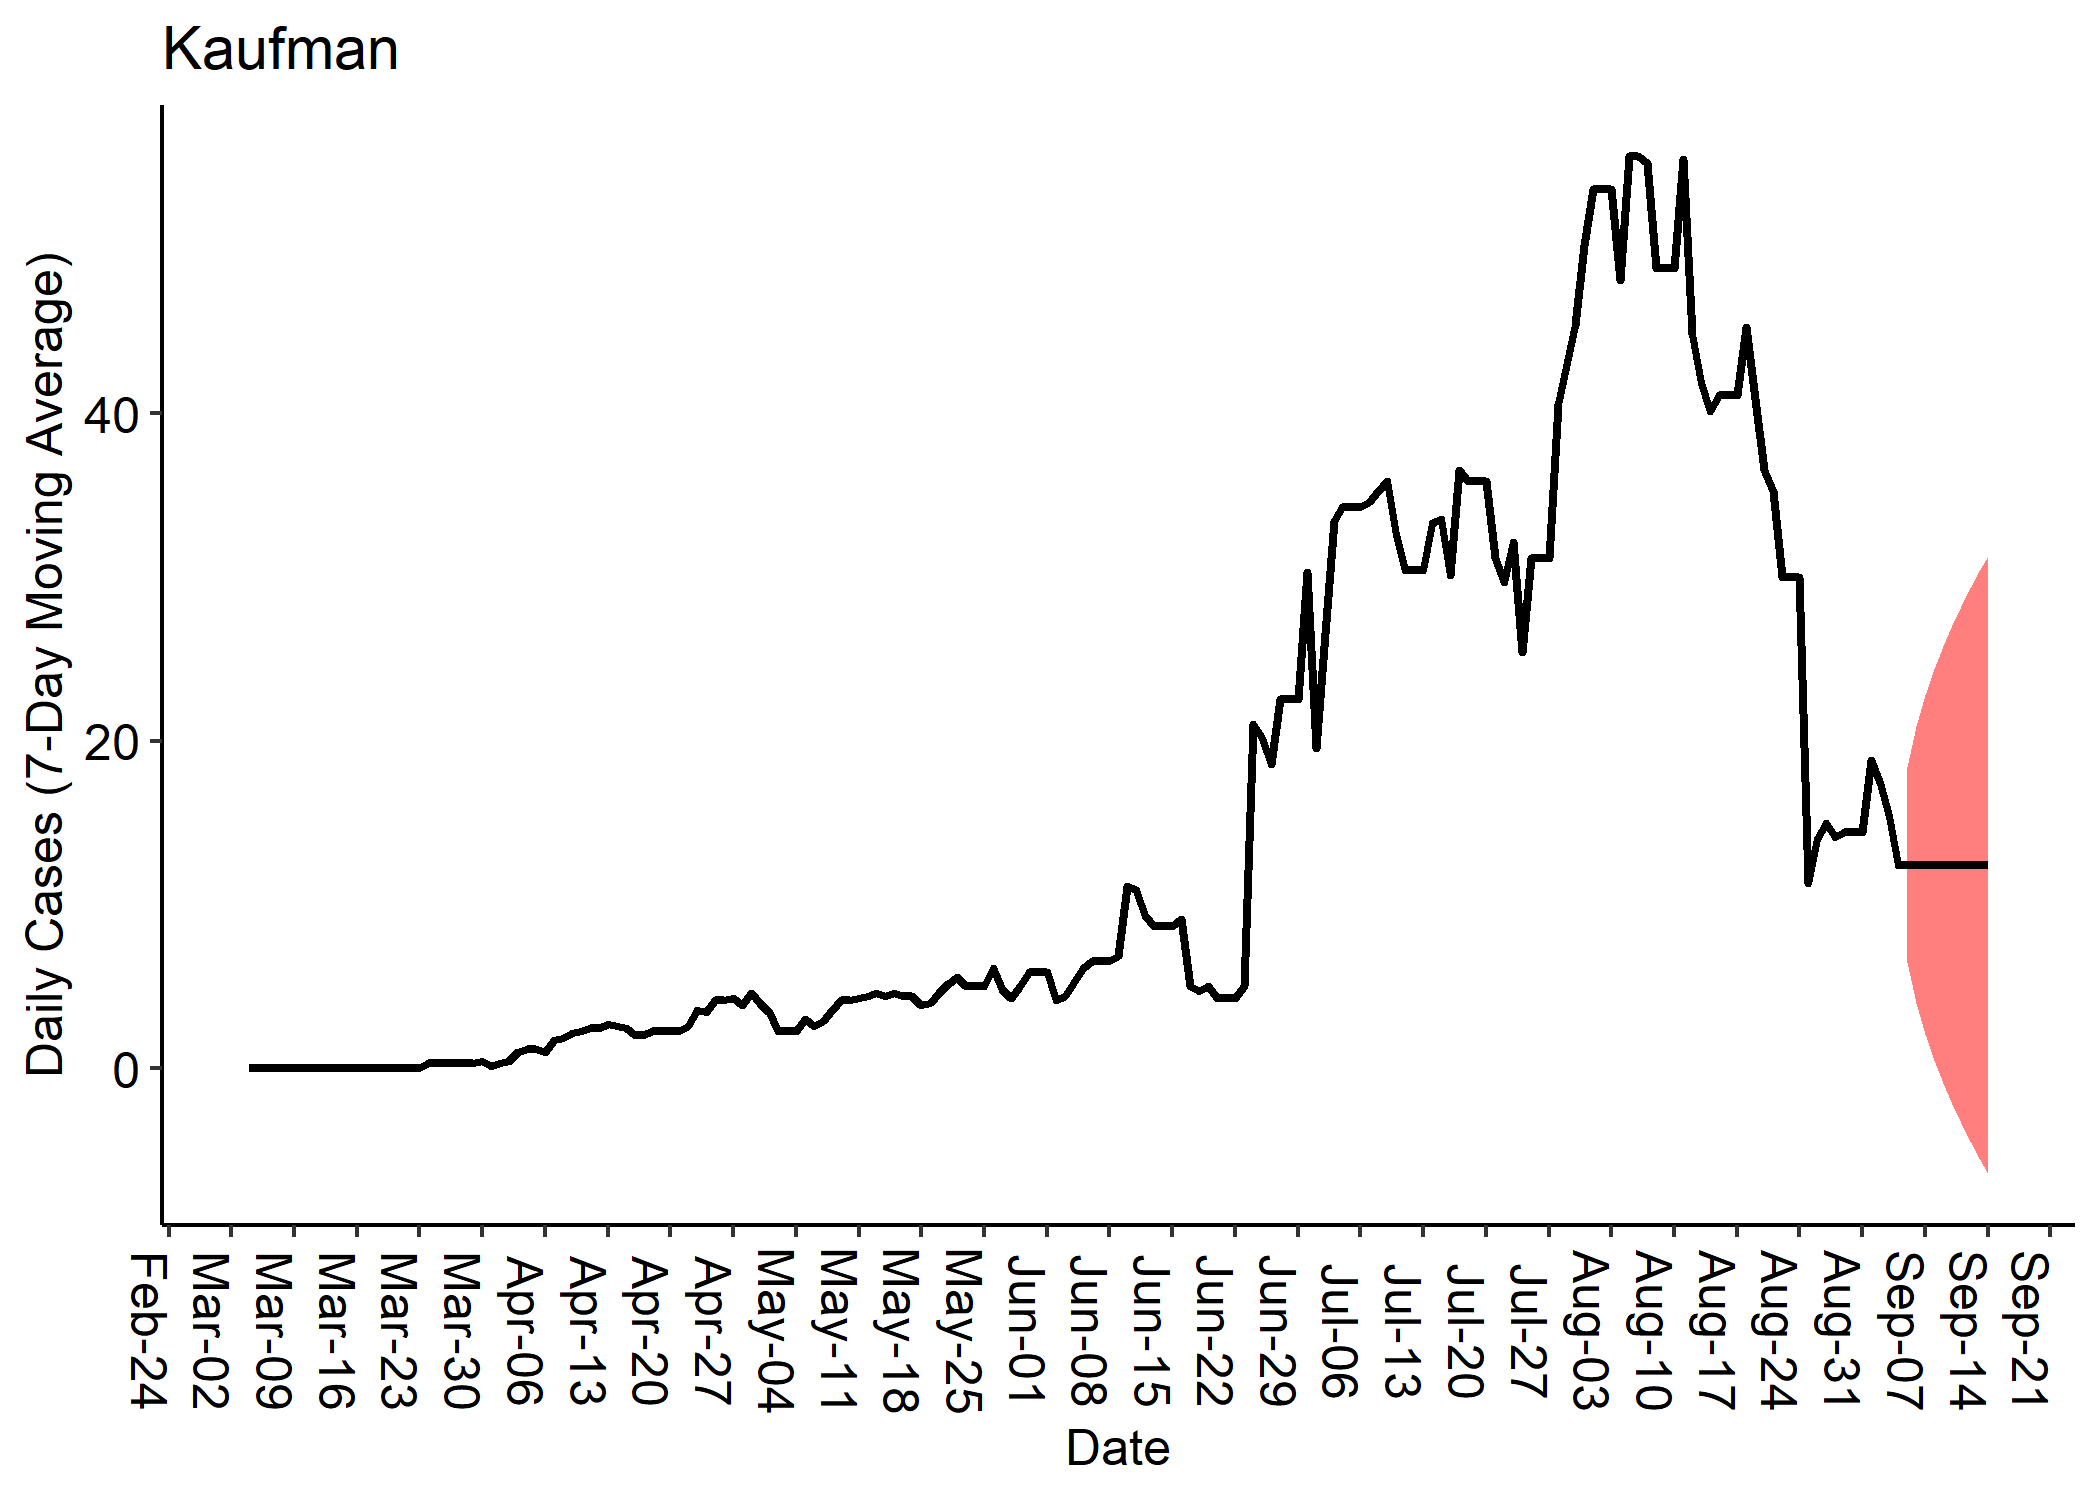 Kaufman
Daily Cases (7-Day Moving Average)
40
20
0
Feb-24
Mar-02
Mar-09
Mar-16
Mar-23
Mar-30
Apr-06
Apr-13
Apr-20
Apr-27
May-04
May-11
May-18
May-25
Jun-01
Jun-08
Jun-15
Jun-22
Jun-29
Jul-06
Jul-13
Jul-20
Jul-27
Aug-03
Aug-10
Aug-17
Aug-24
Aug-31
Sep-07
Sep-14
Sep-21
Date